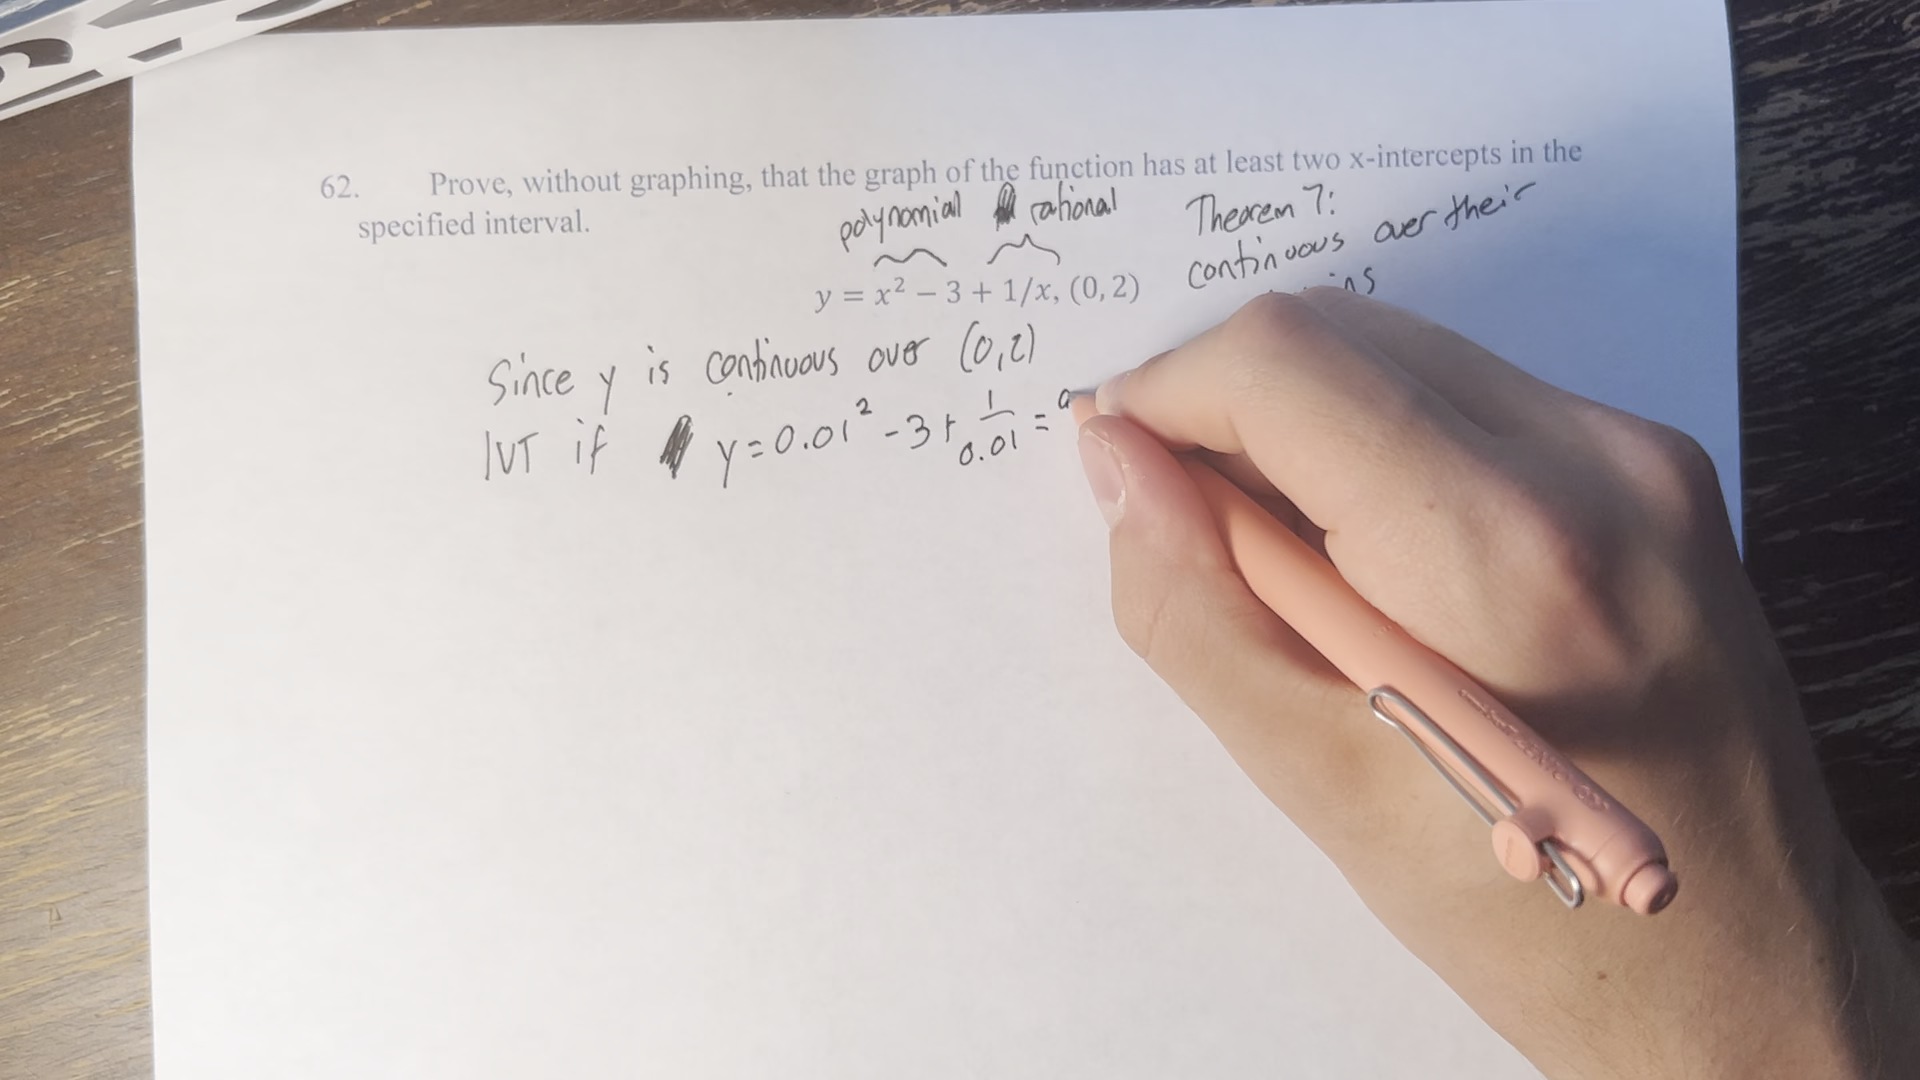 62. Prove, without graphing, that the graph of the function has at least two x-intercepts in the
specified interval.
polynomial rational
y = x² − 3 + 1/x, (0, 2)
Theorem 7:
continuous over their
Since y is continuous over (0,2)
IVT if y=0.01² -3+ 1/0.01 =